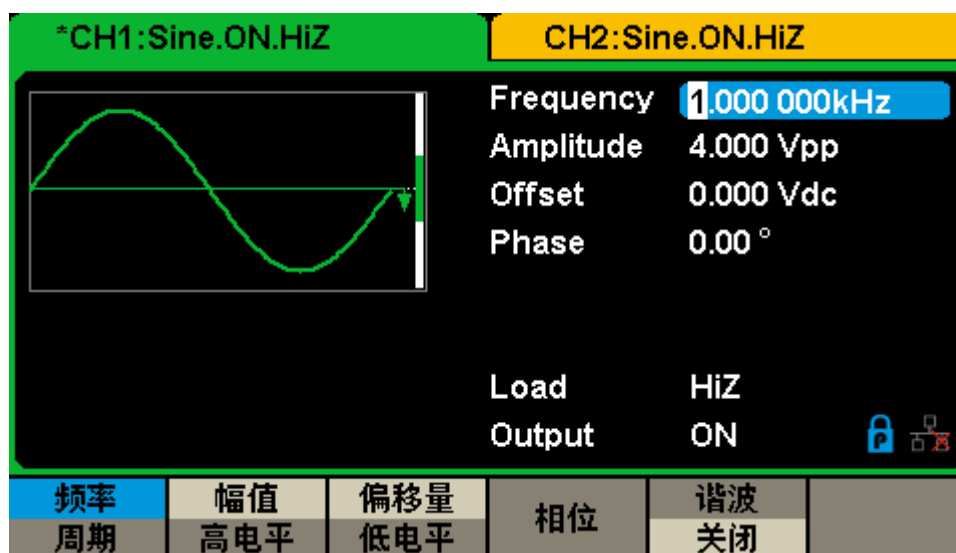 *CH1:Sine.ON.HiZ
CH2:Sine.ON.HiZ
Frequency 1.000 000kHz
Amplitude 4.000 Vpp
Offset 0.000 Vdc
Phase 0.00 °
Load HiZ
Output ON
P
频率 幅值 偏移量 相位 谐波
周期 高电平 低电平 关闭